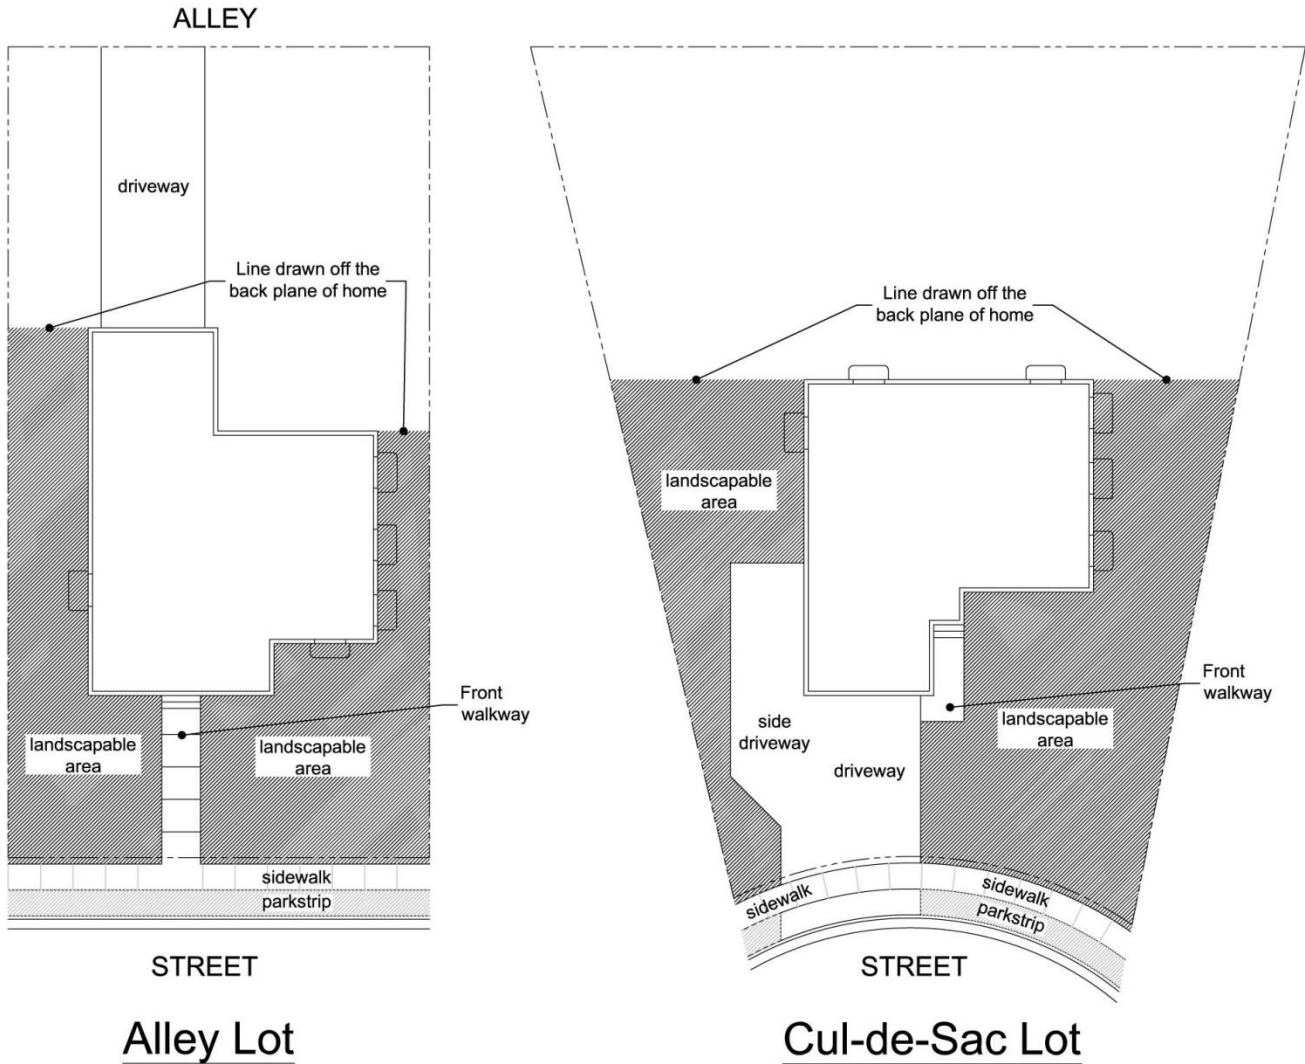 ALLEY
driveway
Line drawn off the
back plane of home
landscapable
area
landscapable
area
Front
walkway
sidewalk
parkstrip
STREET
Alley Lot
Line drawn off the
back plane of home
landscapable
area
side
driveway
driveway
landscapable
area
Front
walkway
sidewalk
sidewalk
parkstrip
STREET
Cul-de-Sac Lot